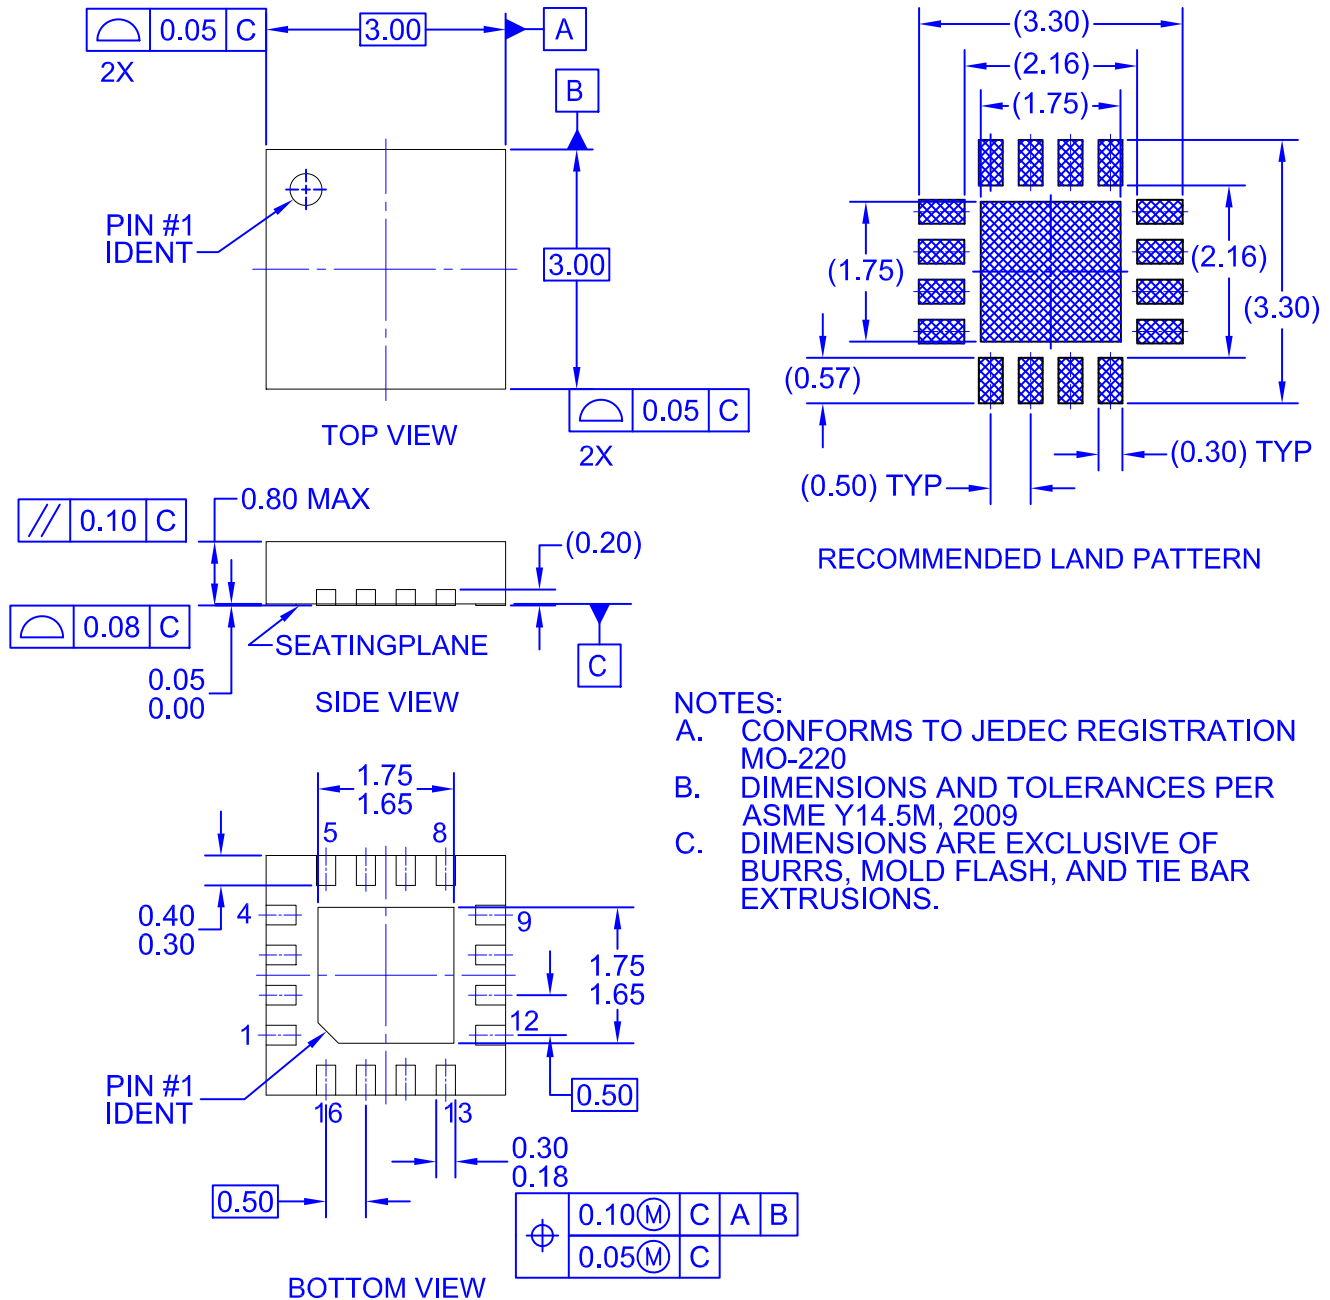 0.05 C
2X
3.00
A
B
PIN #1
IDENT
3.00
0.05 C
2X
TOP VIEW
(3.30)
(2.16)
(1.75)
(1.75)
(2.16)
(3.30)
(0.57)
(0.50) TYP
(0.30) TYP
RECOMMENDED LAND PATTERN
// 0.10 C
0.80 MAX
(0.20)
0.08 C
SEATINGPLANE
C
0.05
0.00
SIDE VIEW
NOTES:
A. CONFORMS TO JEDEC REGISTRATION
MO-220
B. DIMENSIONS AND TOLERANCES PER
ASME Y14.5M, 2009
C. DIMENSIONS ARE EXCLUSIVE OF
BURRS, MOLD FLASH, AND TIE BAR
EXTRUSIONS.
1.75
1.65
5 8
0.40
0.30
4
9
1.75
1.65
1
12
PIN #1
IDENT
16 13
0.50
0.30
0.18
0.50
0.10Ⓜ C A B
0.05Ⓜ C
BOTTOM VIEW